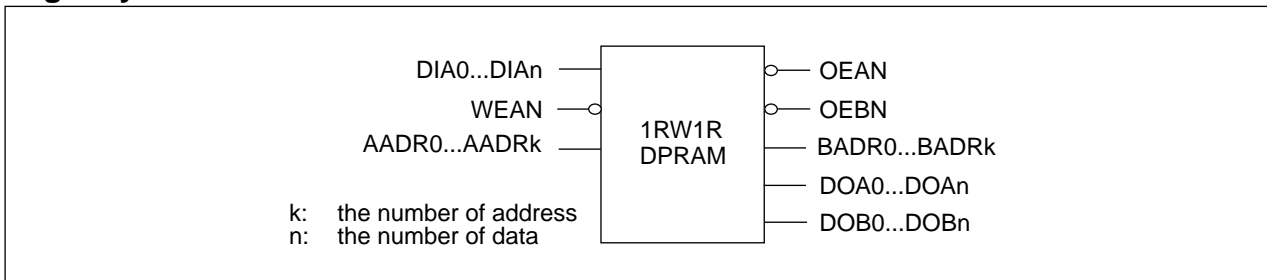 DIA0...DIAn
WEAN
AADR0...AADRk
1RW1R
DPRAM
OEAN
OEBN
BADR0...BADRk
DOA0...DOAn
DOB0...DOBn
k: the number of address
n: the number of data